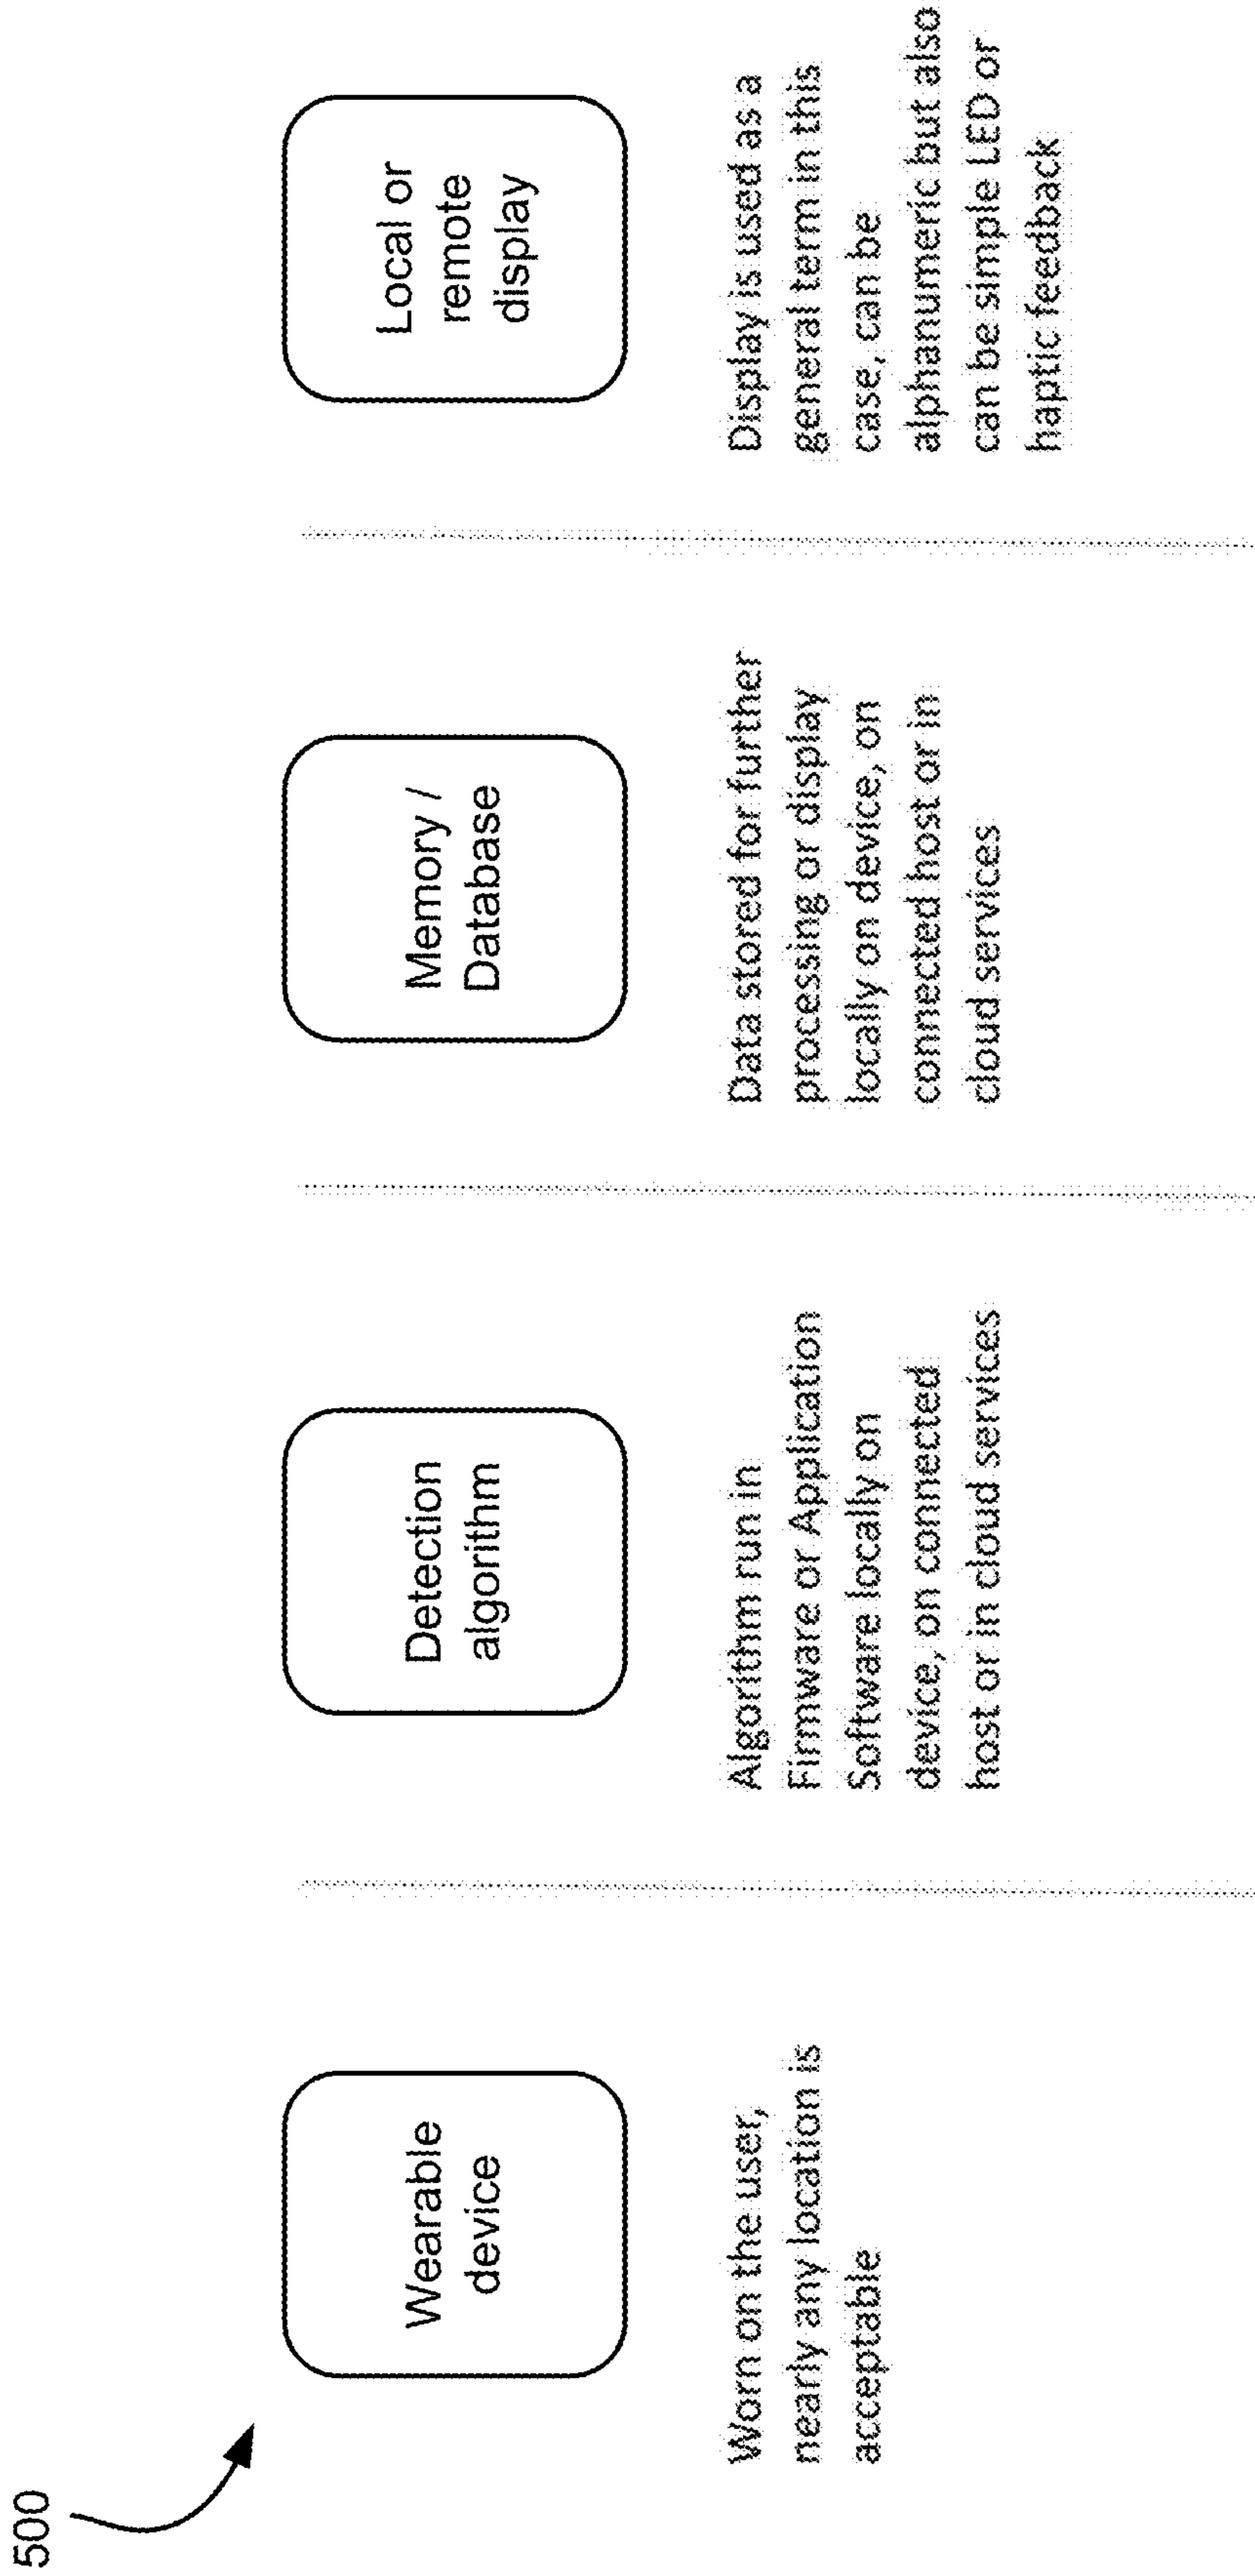 500
Wearable
device
Worn on the user,
nearly any location is
acceptable
Detection
algorithm
Algorithm run in
Firmware or Application
Software locally on
device, on connected
host or in cloud services
Memory /
Database
Data stored for further
processing or display
locally on device, on
connected host or in
cloud services
Local or
remote
display
Display is used as a
general term in this
case, can be
alphanumeric but also
can be simple LED or
haptic feedback